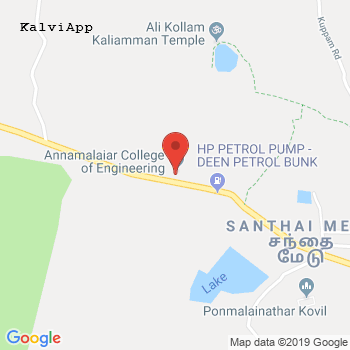 KalviApp
Ali Kollam
Kaliamman Temple
Kuppam Rd
Annamalaiar College
of Engineering
HP PETROL PUMP -
DEEN PETROL BUNK
SANTHAI ME
சந்தை
மேடு
Lake
Ponmalainathar Kovil
Google
Map data ©2019 Google